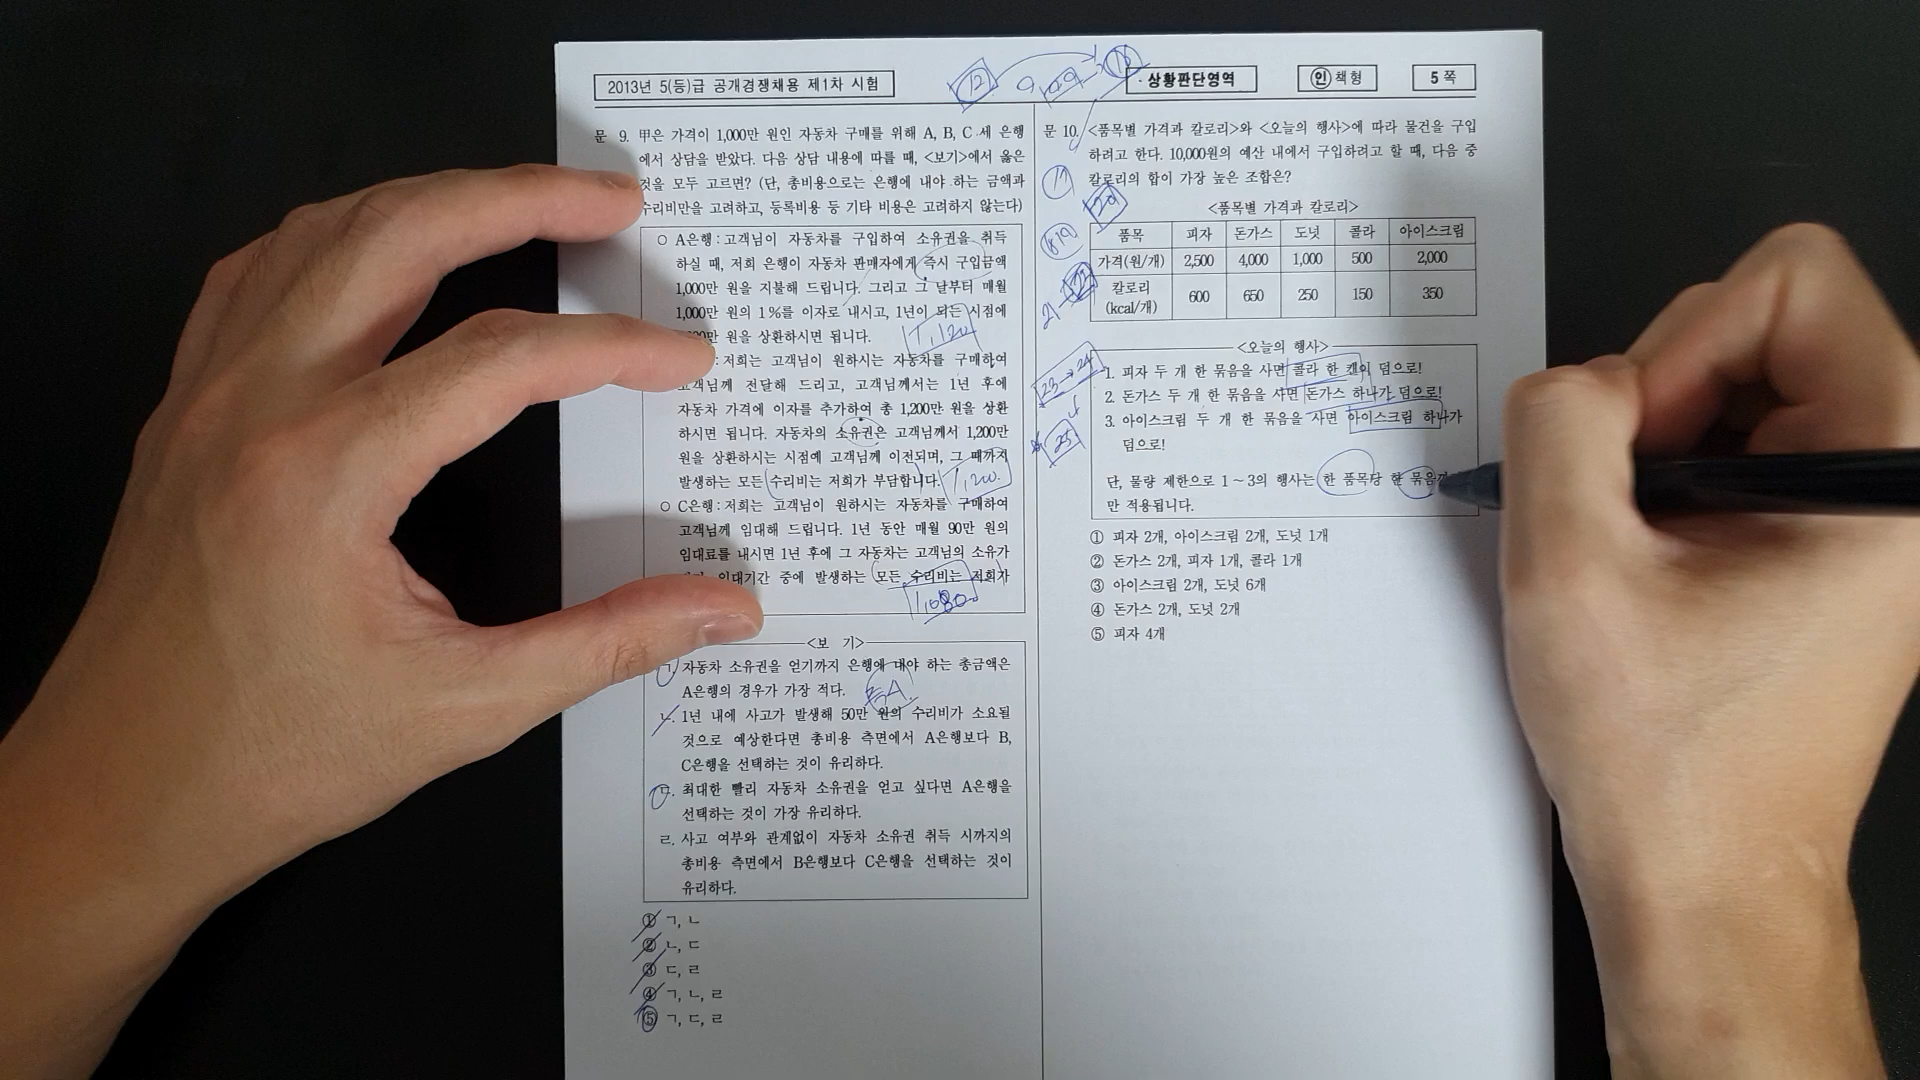 2013년 5(등)급 공개경쟁채용 제1차 시험
상황판단영역
인 책형
5 쪽
문 9. 甲은 가격이 1,000만 원인 자동차 구매를 위해 A, B, C 세 은행
에서 상담을 받았다. 다음 상담 내용에 따를 때, <보기>에서 옳은
것을 모두 고르면? (단, 총비용으로는 은행에 내야 하는 금액과
수리비만을 고려하고, 등록비용 등 기타 비용은 고려하지 않는다)
○ A은행 : 고객님이 자동차를 구입하여 소유권을 취득
하실 때, 저희 은행이 자동차 판매자에게 즉시 구입금액
1,000만 원을 지불해 드립니다. 그리고 그 날부터 매월
1,000만 원의 1%를 이자로 내시고, 1년이 되는 시점에
만 원을 상환하시면 됩니다.
1,120
: 저희는 고객님이 원하시는 자동차를 구매하여
고객님께 전달해 드리고, 고객님께서는 1년 후에
자동차 가격에 이자를 추가하여 총 1,200만 원을 상환
하시면 됩니다. 자동차의 소유권은 고객님께서 1,200만
원을 상환하시는 시점에 고객님께 이전되며, 그 때까지
발생하는 모든 수리비는 저희가 부담합니다.
1,200
○ C은행 : 저희는 고객님이 원하시는 자동차를 구매하여
고객님께 임대해 드립니다. 1년 동안 매월 90만 원의
임대료를 내시면 1년 후에 그 자동차는 고객님의 소유가
임대기간 중에 발생하는 모든 수리비는 저희가
1,080
<보 기>
ㄱ. 자동차 소유권을 얻기까지 은행에 내야 하는 총금액은
A은행의 경우가 가장 적다.
ㄴ. 1년 내에 사고가 발생해 50만 원의 수리비가 소요될
것으로 예상한다면 총비용 측면에서 A은행보다 B,
C은행을 선택하는 것이 유리하다.
ㄷ. 최대한 빨리 자동차 소유권을 얻고 싶다면 A은행을
선택하는 것이 가장 유리하다.
ㄹ. 사고 여부와 관계없이 자동차 소유권 취득 시까지의
총비용 측면에서 B은행보다 C은행을 선택하는 것이
유리하다.
① ㄱ, ㄴ
② ㄴ, ㄷ
③ ㄷ, ㄹ
④ ㄱ, ㄴ, ㄹ
⑤ ㄱ, ㄷ, ㄹ
12
16
17
20
18 19
21
22
23 → 24
25
문 10. <품목별 가격과 칼로리>와 <오늘의 행사>에 따라 물건을 구입
하려고 한다. 10,000원의 예산 내에서 구입하려고 할 때, 다음 중
칼로리의 합이 가장 높은 조합은?
<품목별 가격과 칼로리>
품목 피자 돈가스 도넛 콜라 아이스크림
가격(원/개) 2,500 4,000 1,000 500 2,000
칼로리 (kcal/개) 600 650 250 150 350
<오늘의 행사>
1. 피자 두 개 한 묶음을 사면 콜라 한 캔이 덤으로!
2. 돈가스 두 개 한 묶음을 사면 돈가스 하나가 덤으로!
3. 아이스크림 두 개 한 묶음을 사면 아이스크림 하나가
덤으로!
단, 물량 제한으로 1～3의 행사는 한 품목당 한 묶음까
만 적용됩니다.
① 피자 2개, 아이스크림 2개, 도넛 1개
② 돈가스 2개, 피자 1개, 콜라 1개
③ 아이스크림 2개, 도넛 6개
④ 돈가스 2개, 도넛 2개
⑤ 피자 4개